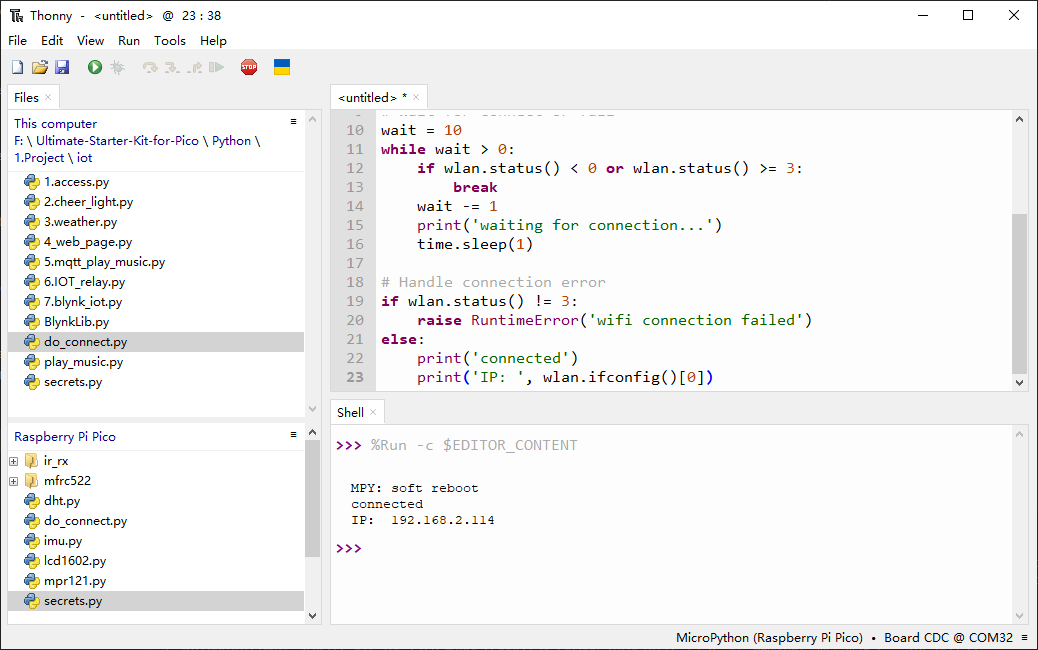 Thonny - <untitled> @ 23 : 38
File Edit View Run Tools Help
STOP
Files ×
This computer
F: \ Ultimate-Starter-Kit-for-Pico \ Python \
1.Project \ iot
1.access.py
2.cheer_light.py
3.weather.py
4_web_page.py
5.mqtt_play_music.py
6.IOT_relay.py
7.blynk_iot.py
BlynkLib.py
do_connect.py
play_music.py
secrets.py
Raspberry Pi Pico
ir_rx
mfrc522
dht.py
do_connect.py
imu.py
lcd1602.py
mpr121.py
secrets.py
<untitled> * ×
10 wait = 10
11 while wait > 0:
12     if wlan.status() < 0 or wlan.status() >= 3:
13         break
14     wait -= 1
15     print('waiting for connection...')
16     time.sleep(1)
17
18 # Handle connection error
19 if wlan.status() != 3:
20     raise RuntimeError('wifi connection failed')
21 else:
22     print('connected')
23     print('IP: ', wlan.ifconfig()[0])
Shell ×
>>> %Run -c $EDITOR_CONTENT
MPY: soft reboot
connected
IP:  192.168.2.114
>>>
MicroPython (Raspberry Pi Pico) • Board CDC @ COM32 ≡